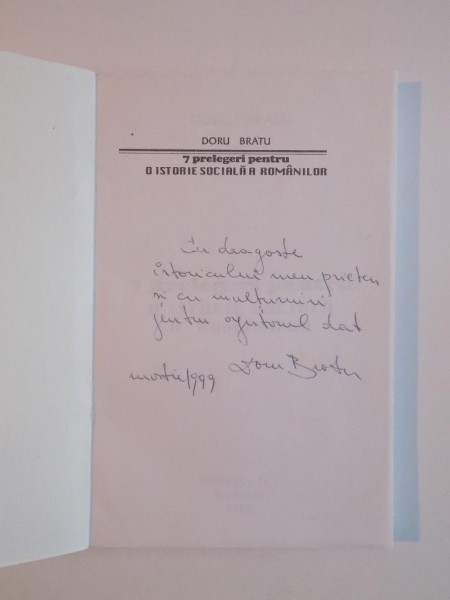 DORU BRATU
7 prelegeri pentru
O ISTORIE SOCIALĂ A ROMÂNILOR
Cu dragoste
istoricului meu prieten
si cu mulțumiri
pentru ajutorul dat
martie 1999 Doru Bratu